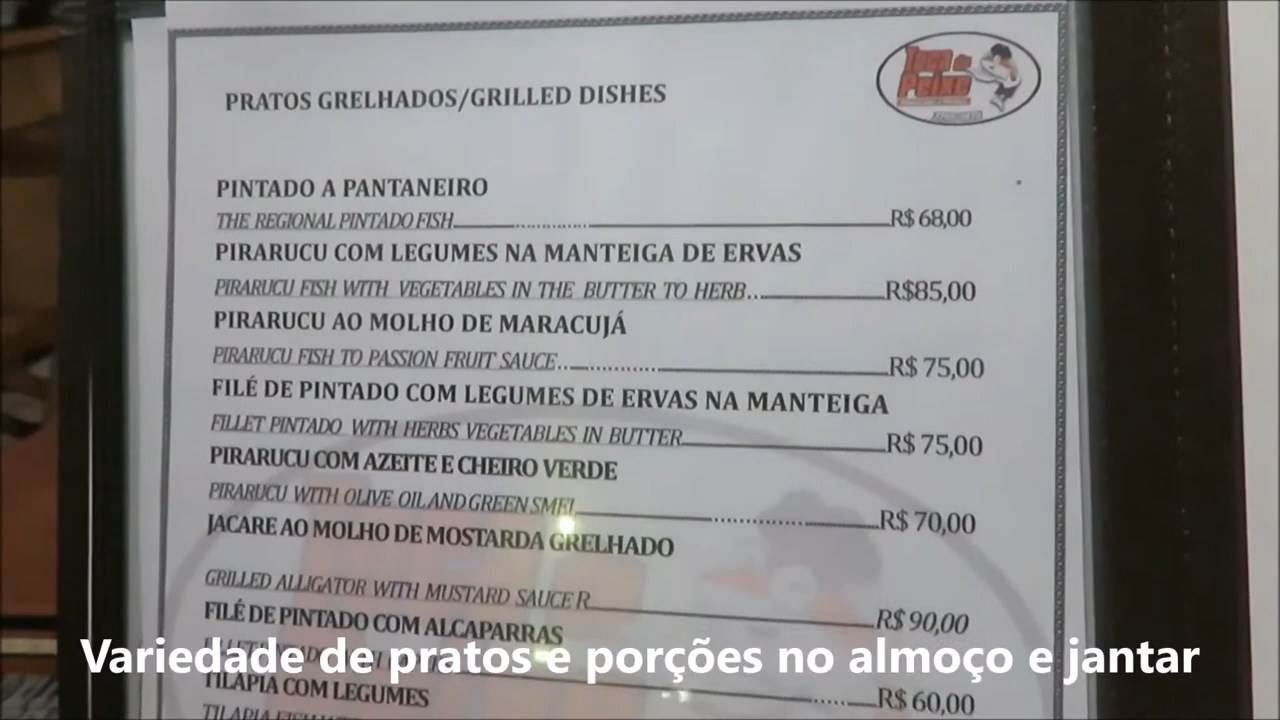 Toca do
Peixe
PRATOS GRELHADOS/GRILLED DISHES
PINTADO A PANTANEIRO
THE REGIONAL PINTADO FISH R$ 68,00
PIRARUCU COM LEGUMES NA MANTEIGA DE ERVAS
PIRARUCU FISH WITH VEGETABLES IN THE BUTTER TO HERB R$85,00
PIRARUCU AO MOLHO DE MARACUJÁ
PIRARUCU FISH TO PASSION FRUIT SAUCE R$ 75,00
FILÉ DE PINTADO COM LEGUMES DE ERVAS NA MANTEIGA
FILLET PINTADO WITH HERBS VEGETABLES IN BUTTER R$ 75,00
PIRARUCU COM AZEITE E CHEIRO VERDE
PIRARUCU WITH OLIVE OIL AND GREEN SMEL R$ 70,00
JACARE AO MOLHO DE MOSTARDA GRELHADO
GRILLED ALLIGATOR WITH MUSTARD SAUCE R R$ 90,00
FILÉ DE PINTADO COM ALCAPARRAS
R$ 60,00
Variedade de pratos e porções no almoço e jantar
TILAPIA COM LEGUMES
TILAPIA FISH